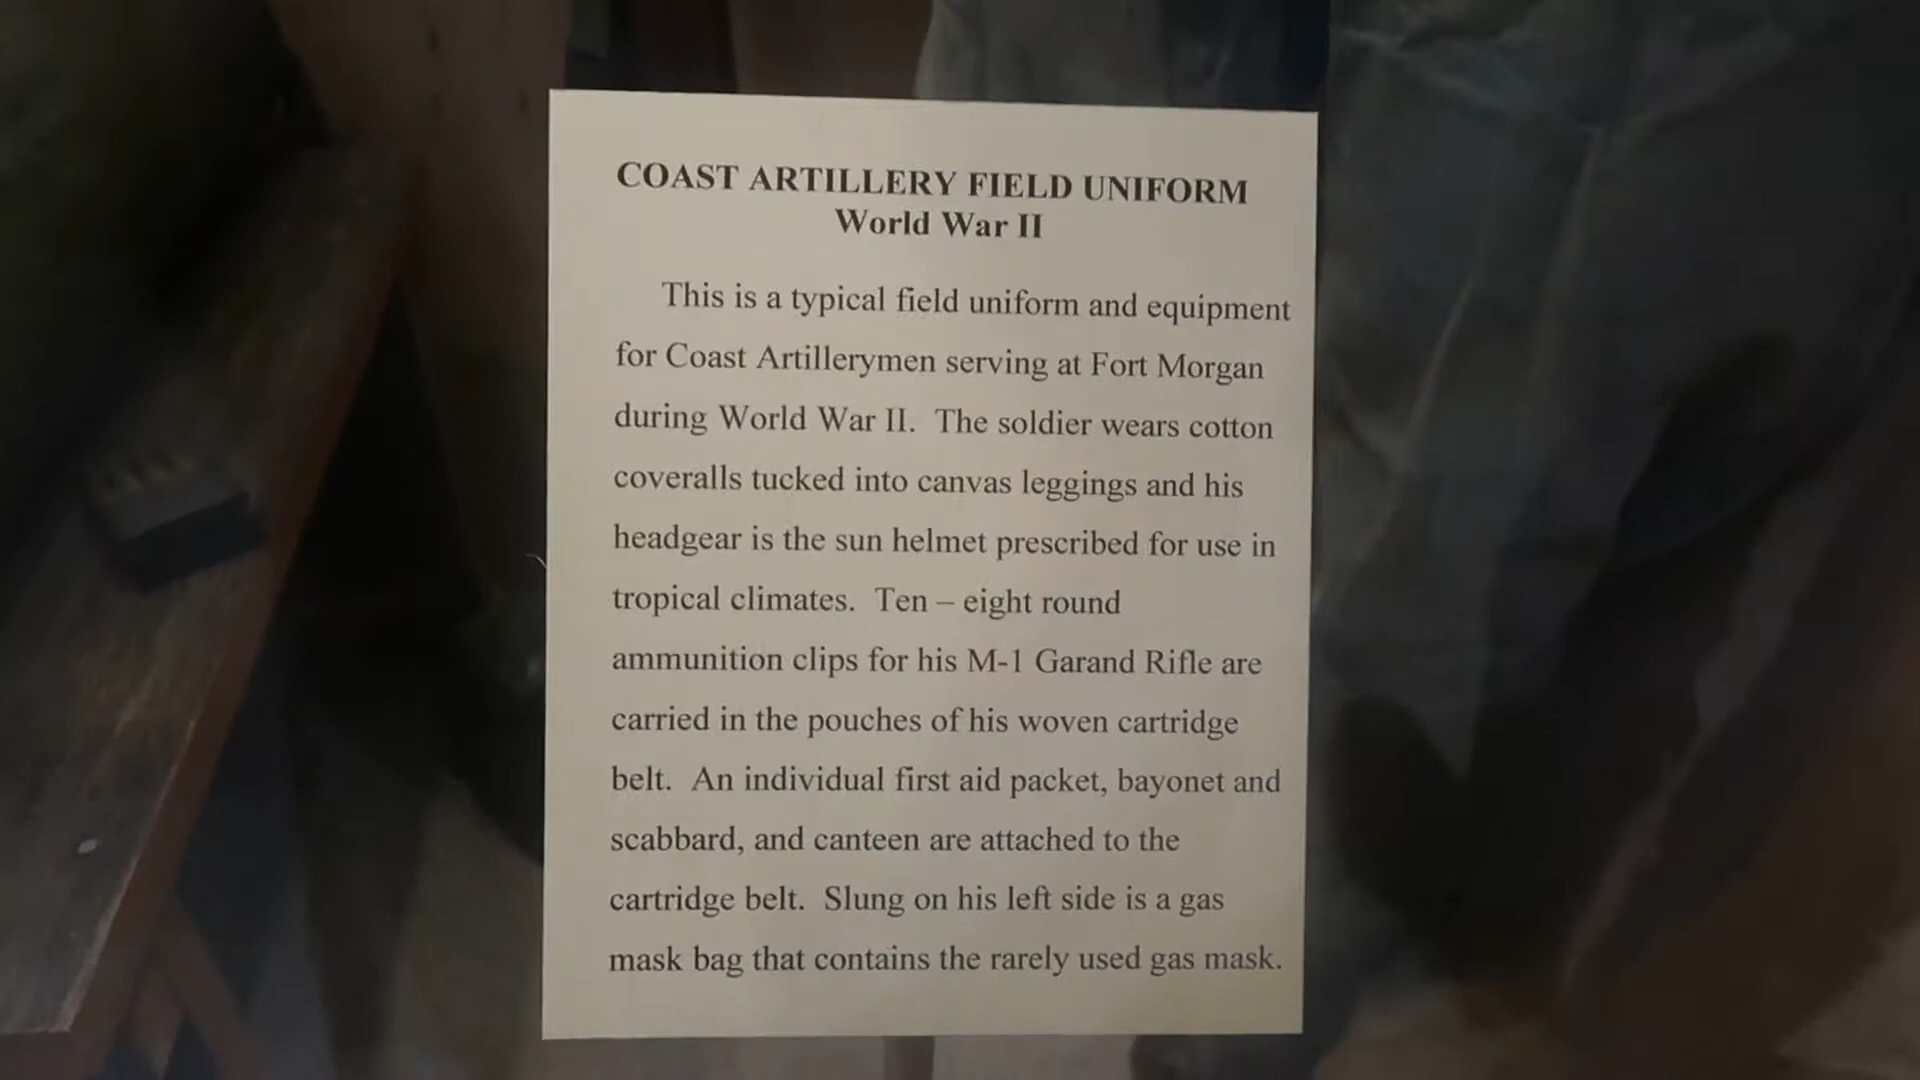 COAST ARTILLERY FIELD UNIFORM
World War II
This is a typical field uniform and equipment
for Coast Artillerymen serving at Fort Morgan
during World War II. The soldier wears cotton
coveralls tucked into canvas leggings and his
headgear is the sun helmet prescribed for use in
tropical climates. Ten – eight round
ammunition clips for his M-1 Garand Rifle are
carried in the pouches of his woven cartridge
belt. An individual first aid packet, bayonet and
scabbard, and canteen are attached to the
cartridge belt. Slung on his left side is a gas
mask bag that contains the rarely used gas mask.